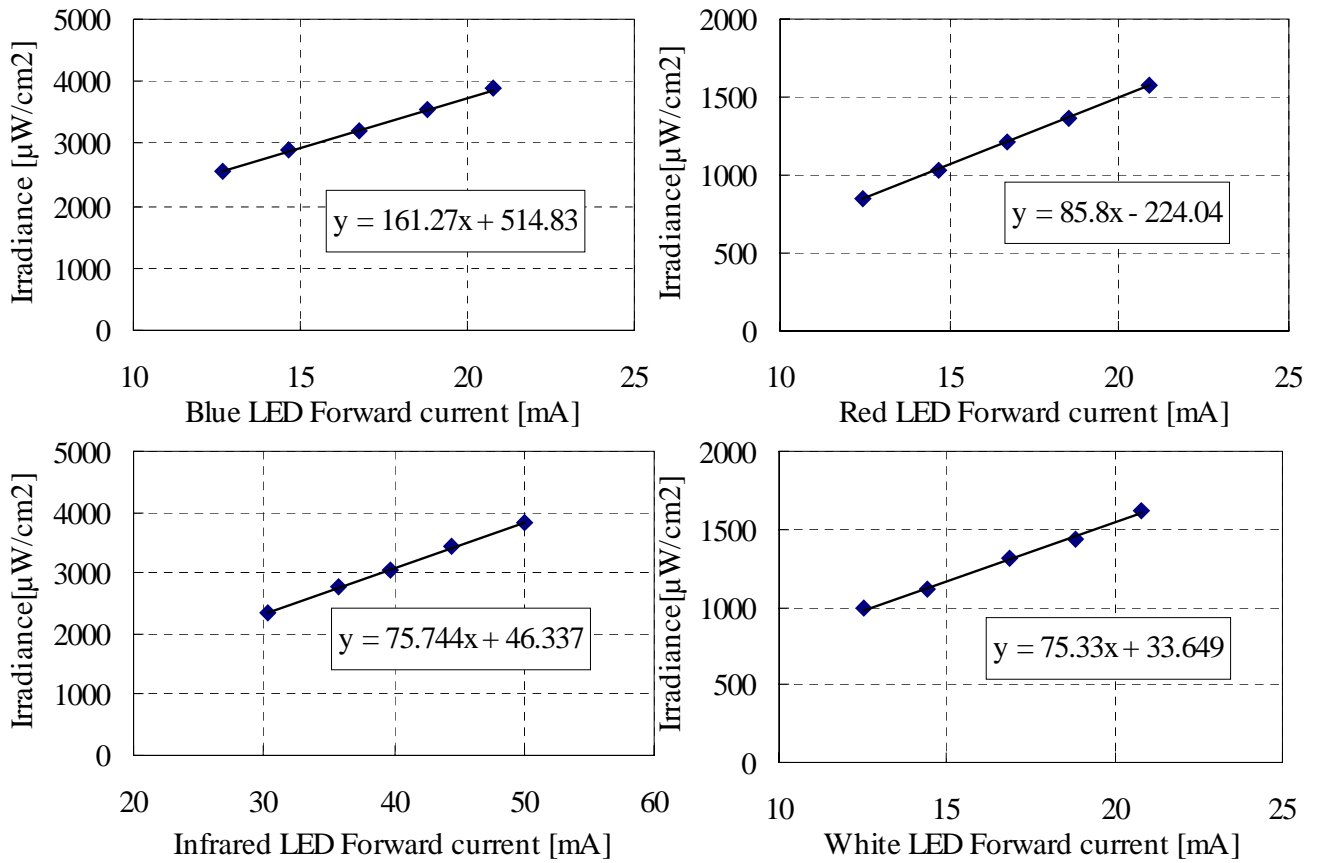 5000
4000
3000
2000
1000
0
Irradiance [µW/cm2]
y = 161.27x + 514.83
10 15 20 25
Blue LED Forward current [mA]
2000
1500
1000
500
0
Irradiance[µW/cm2]
y = 85.8x - 224.04
10 15 20 25
Red LED Forward current [mA]
5000
4000
3000
2000
1000
0
Irradiance[µW/cm2]
y = 75.744x + 46.337
20 30 40 50 60
Infrared LED Forward current [mA]
2000
1500
1000
500
0
Irradiance[µW/cm2]
y = 75.33x + 33.649
10 15 20 25
White LED Forward current [mA]